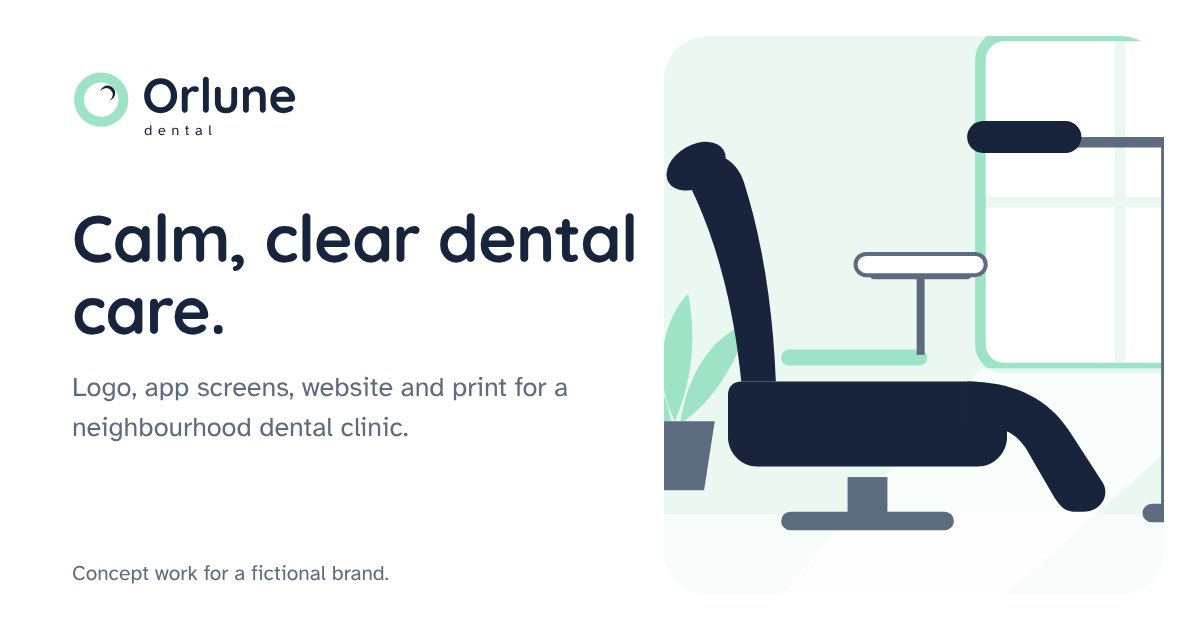 Orlune
dental
Calm, clear dental
care.
Logo, app screens, website and print for a
neighbourhood dental clinic.
Concept work for a fictional brand.